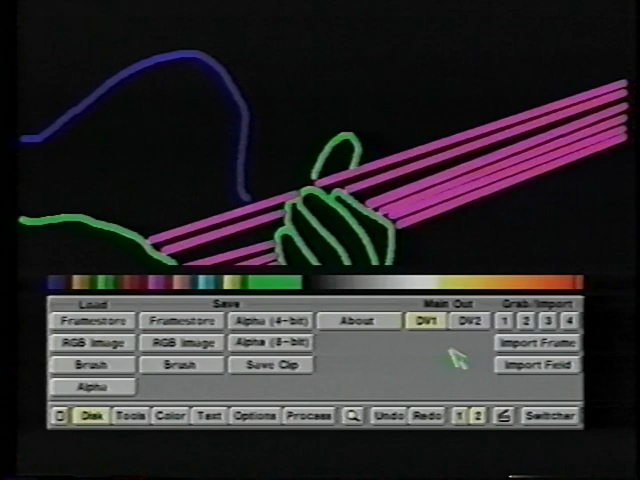 Load Save Main Out Grab/Import
Framestore Framestore Alpha (4-bit) About DV1 DV2 1 2 3 4
RGB Image RGB Image Alpha (8-bit) Import Frame
Brush Brush Save Clip Import Field
Alpha
Disk Tools Color Text Options Process Undo Redo 1 2 Switcher